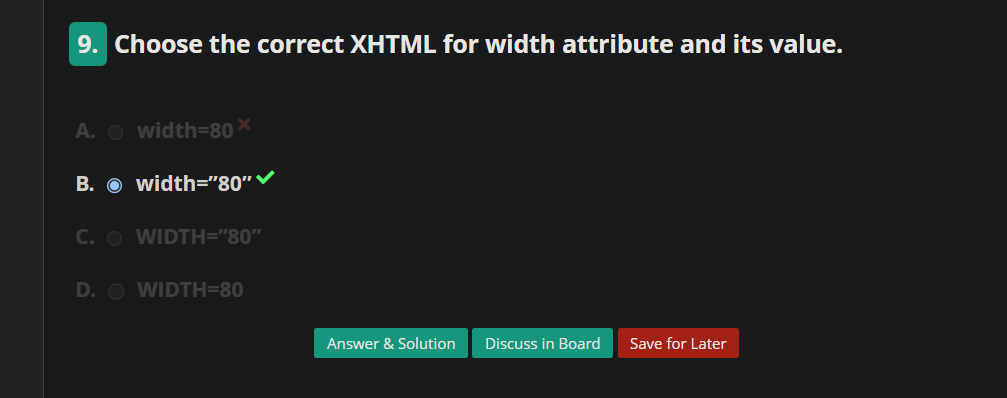 9. Choose the correct XHTML for width attribute and its value.
A. width=80
B. width=”80”
C. WIDTH=”80”
D. WIDTH=80
Answer & Solution Discuss in Board Save for Later